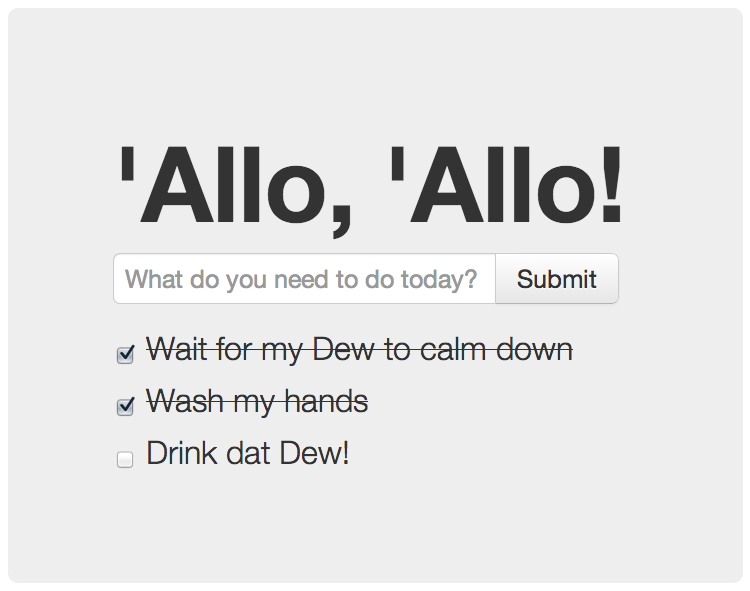 'Allo, 'Allo!
What do you need to do today? Submit
Wait for my Dew to calm down
Wash my hands
Drink dat Dew!